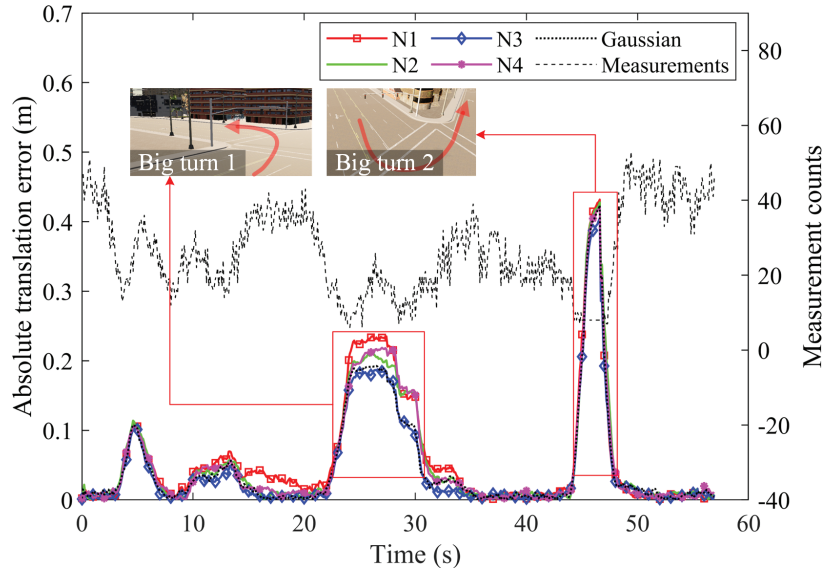 0.7
0.6
0.5
0.4
0.3
0.2
0.1
0
Absolute translation error (m)
N1
N3
Gaussian
N2
N4
Measurements
Big turn 1
Big turn 2
80
60
40
20
0
-20
-40
Measurement counts
0
10
20
30
40
50
60
Time (s)